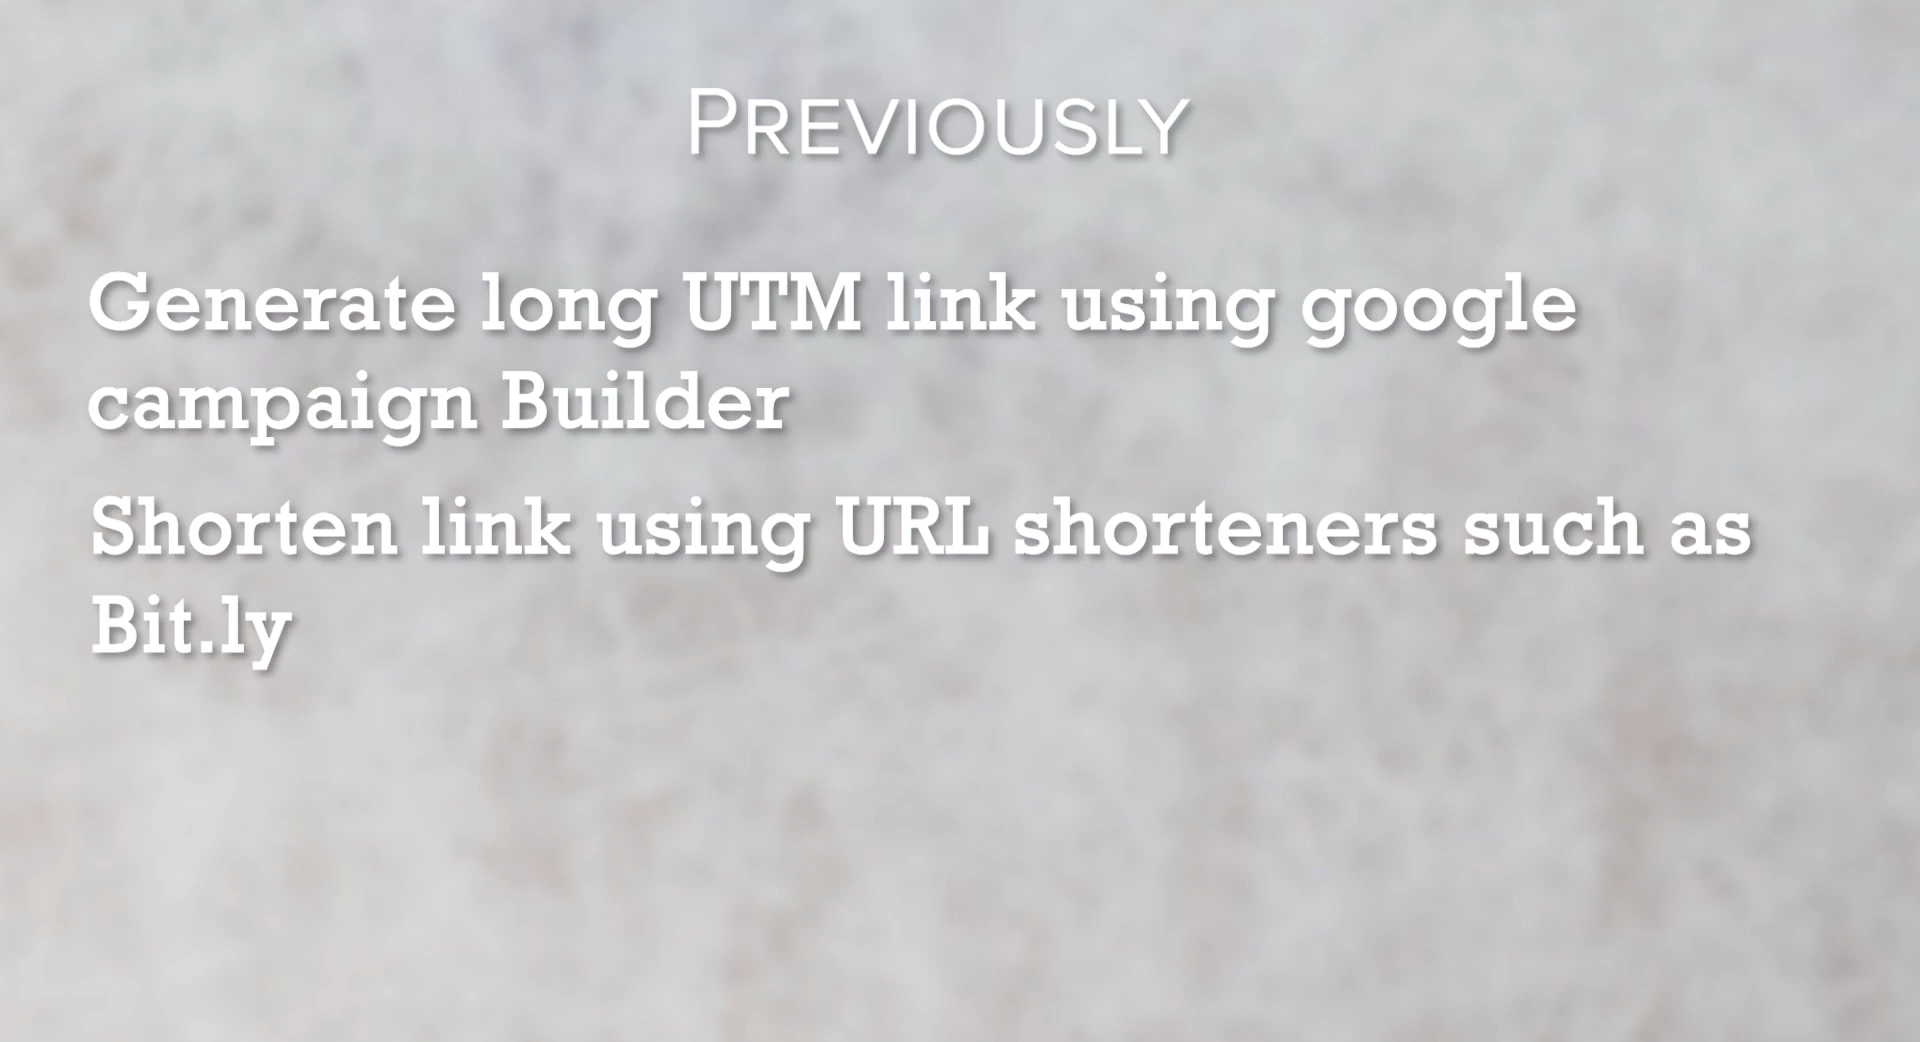 PREVIOUSLY
Generate long UTM link using google
campaign Builder
Shorten link using URL shorteners such as
Bit.ly